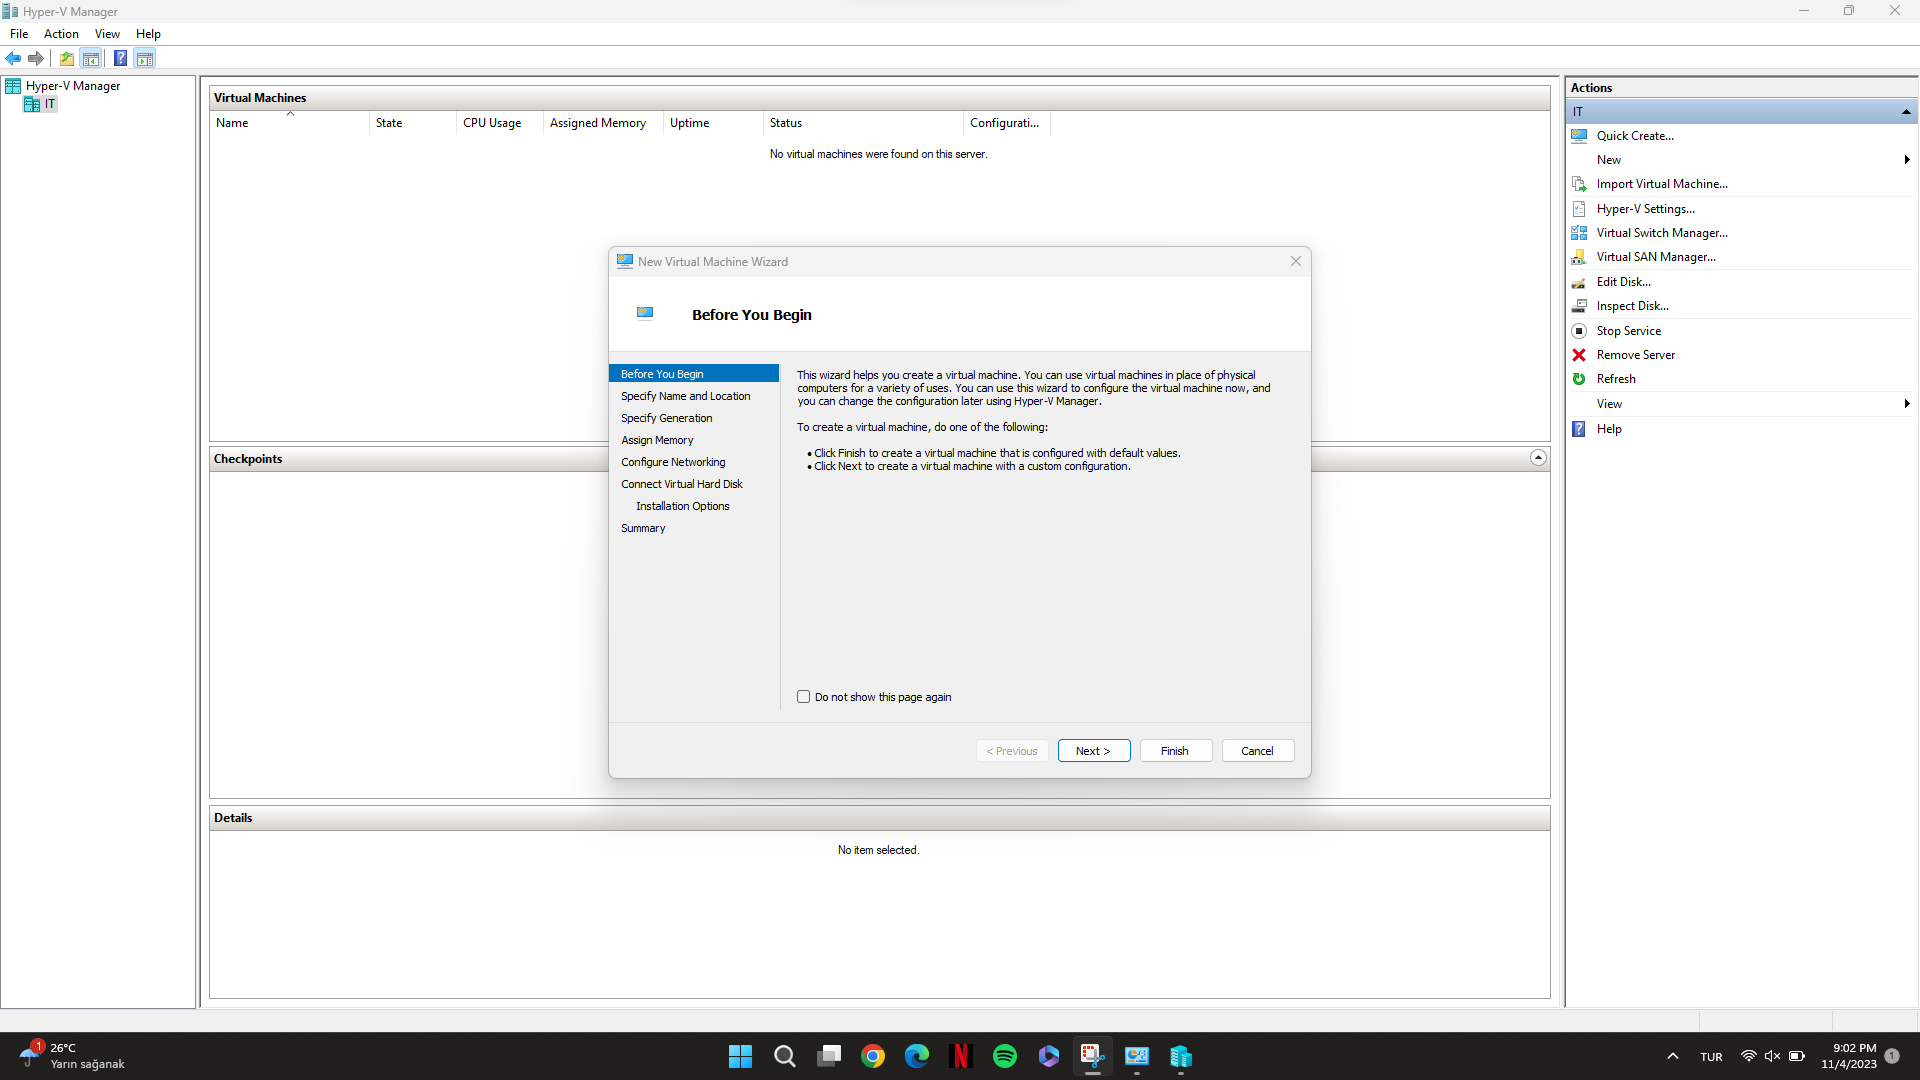 Hyper-V Manager
File Action View Help
Hyper-V Manager
IT
Virtual Machines
Name State CPU Usage Assigned Memory Uptime Status Configurati...
No virtual machines were found on this server.
New Virtual Machine Wizard
Before You Begin
Before You Begin
Specify Name and Location
Specify Generation
Assign Memory
Configure Networking
Connect Virtual Hard Disk
Installation Options
Summary
This wizard helps you create a virtual machine. You can use virtual machines in place of physical
computers for a variety of uses. You can use this wizard to configure the virtual machine now, and
you can change the configuration later using Hyper-V Manager.
To create a virtual machine, do one of the following:
• Click Finish to create a virtual machine that is configured with default values.
• Click Next to create a virtual machine with a custom configuration.
Do not show this page again
< Previous Next > Finish Cancel
Checkpoints
Details
No item selected.
Actions
IT
Quick Create...
New
Import Virtual Machine...
Hyper-V Settings...
Virtual Switch Manager...
Virtual SAN Manager...
Edit Disk...
Inspect Disk...
Stop Service
Remove Server
Refresh
View
Help
1
26°C
Yarın sağanak
TUR
9:02 PM
11/4/2023
1